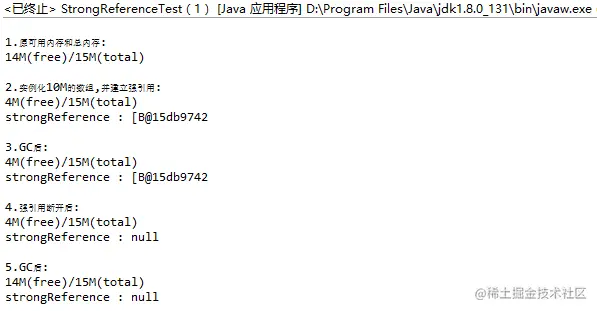 <已终止> StrongReferenceTest (1) [Java 应用程序] D:\Program Files\Java\jdk1.8.0_131\bin\javaw.exe
1.原可用内存和总内存:
14M(free)/15M(total)
2.实例化10M的数组,并建立强引用:
4M(free)/15M(total)
strongReference : [B@15db9742
3.GC后:
4M(free)/15M(total)
strongReference : [B@15db9742
4.强引用断开后:
4M(free)/15M(total)
strongReference : null
5.GC后:
14M(free)/15M(total)
strongReference : null
@稀土掘金技术社区